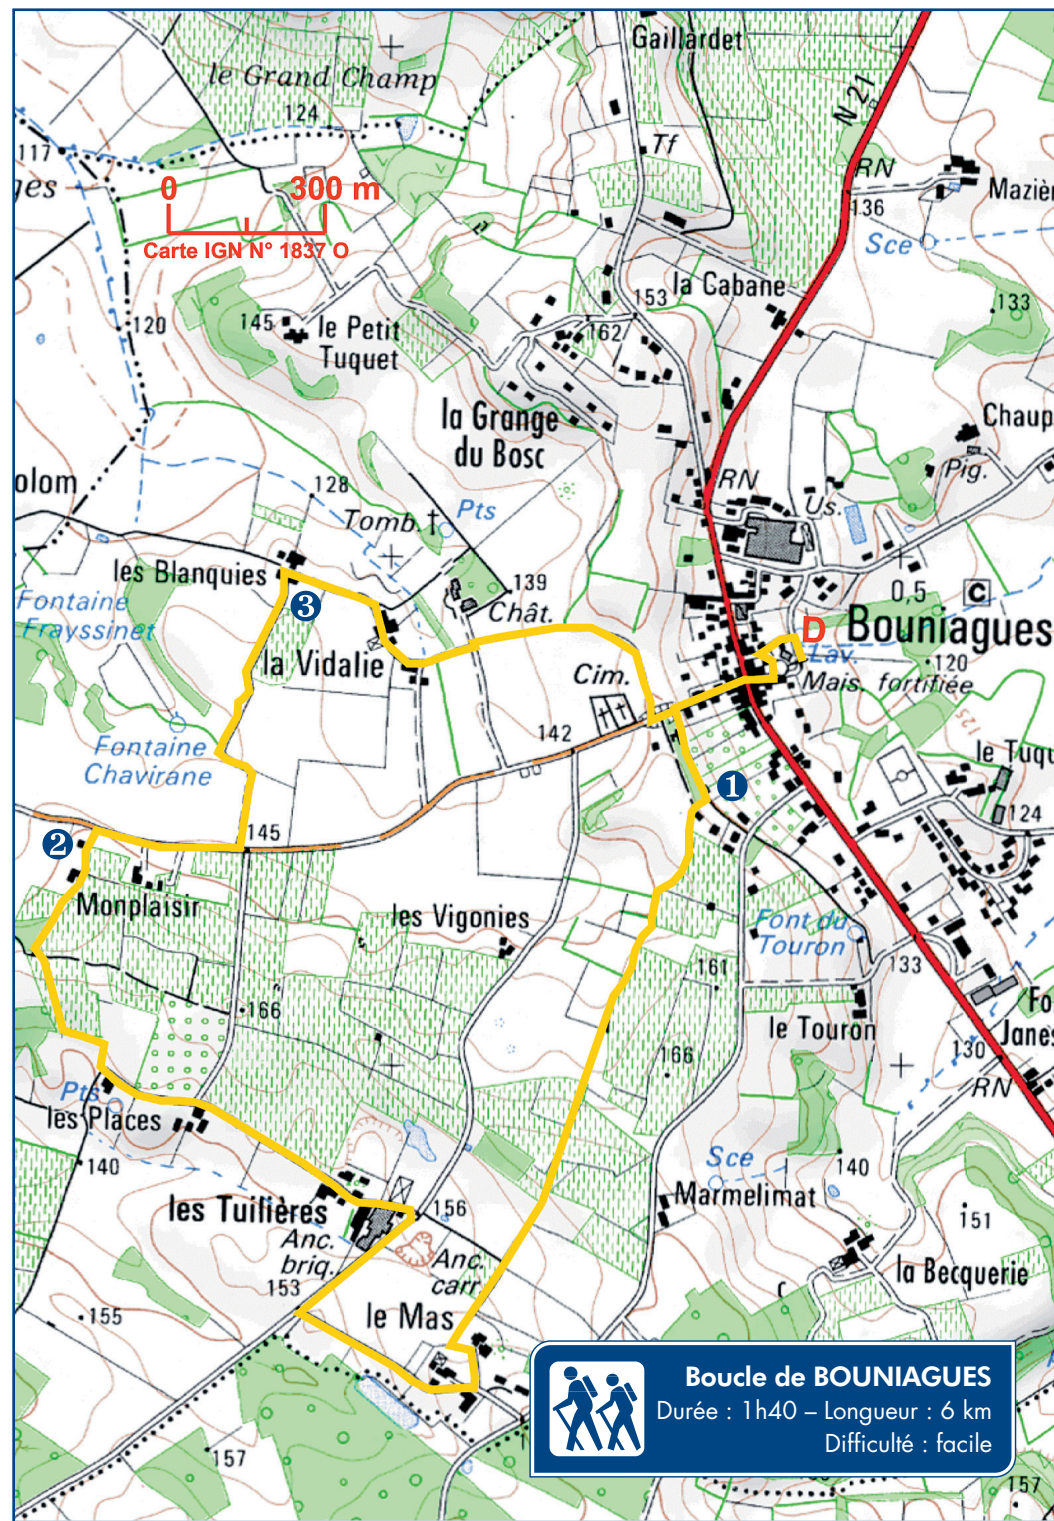 Gaillardet
le Grand Champ
124
N 21
Tf
117
RN
ges
0 300 m
Mazièr
136
Carte IGN N° 1837 O
Sce
la Cabane
153
133
120
145
le Petit
Tuquet
162
la Grange
du Bosc
Chaup
RN
Pig.
olom
128
Us.
Tomb.
Pts
les Blanquies
139
0,5
C
Fontaine
Frayssinet
3
Chât.
D
Bouniagues
Lav.
120
la Vidalie
Cim.
Mais. fortifiée
125
142
Fontaine
Chavirane
le Tuqu
1
124
2
145
Monplaisir
les Vigonies
Font du
Touron
161
133
166
le Touron
Fo
Janes
166
130
RN
Pts
les Places
140
Sce
140
Marmelimat
les Tuilières
156
151
Anc.
briq.
Anc.
carr
la Becquerie
153
c
155
le Mas
Boucle de BOUNIAGUES
Durée : 1h40 – Longueur : 6 km
Difficulté : facile
157
157